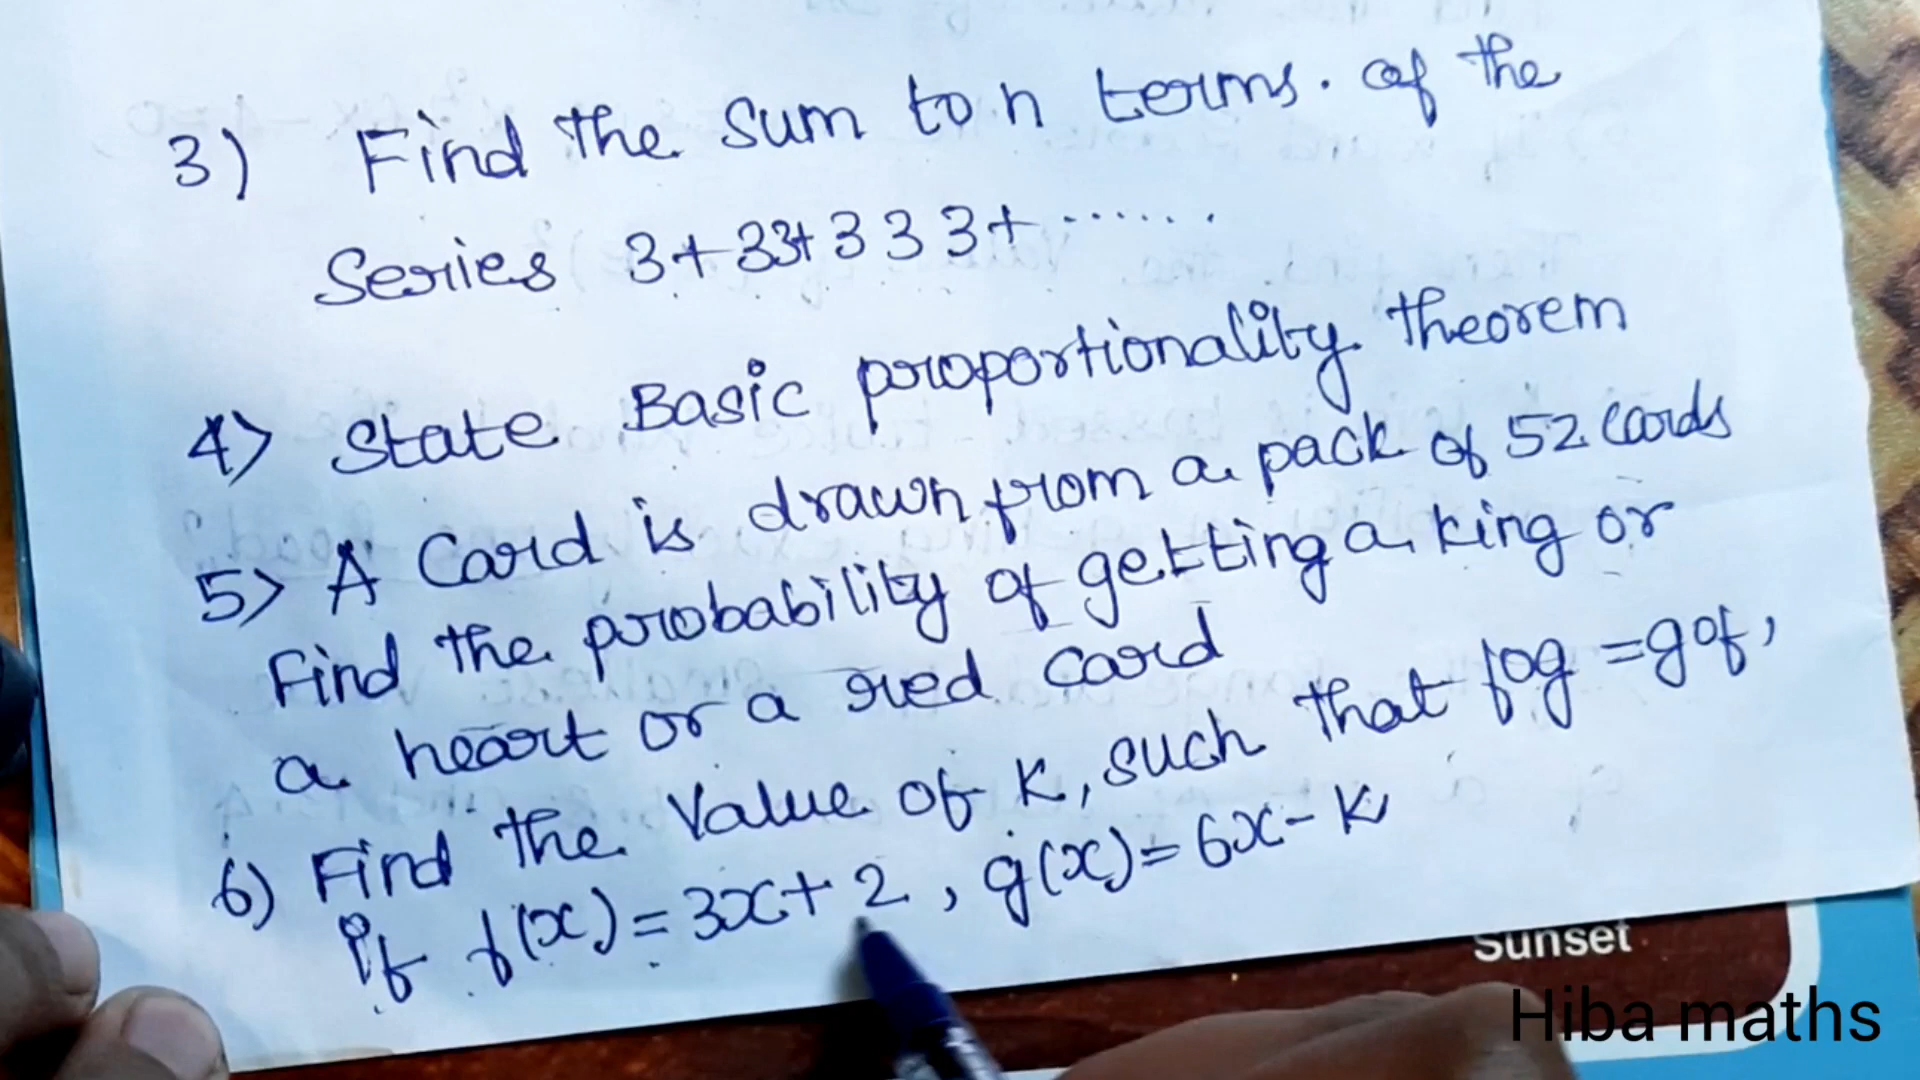 3) Find the sum to n terms. of the
Series 3+33+333+ .......
4) State Basic proportionality theorem
5) A Card is drawn from a pack of 52 cards
Find the probability of getting a king or
a heart or a red card
6) Find the Value of K, such that fog = gof,
if f(x) = 3x+2, g(x) = 6x-K
Sunset
Hiba maths